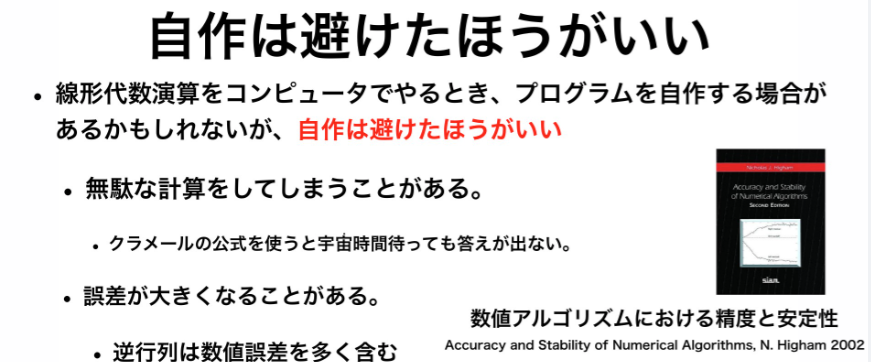 自作は避けたほうがいい
• 線形代数演算をコンピュータでやるとき、プログラムを自作する場合が
あるかもしれないが、自作は避けたほうがいい
• 無駄な計算をしてしまうことがある。
• クラメールの公式を使うと宇宙時間待っても答えが出ない。
• 誤差が大きくなることがある。
• 逆行列は数値誤差を多く含む
Nicholas J. Higham
Accuracy and Stability
of Numerical Algorithms
SECOND EDITION
siam
数値アルゴリズムにおける精度と安定性
Accuracy and Stability of Numerical Algorithms, N. Higham 2002